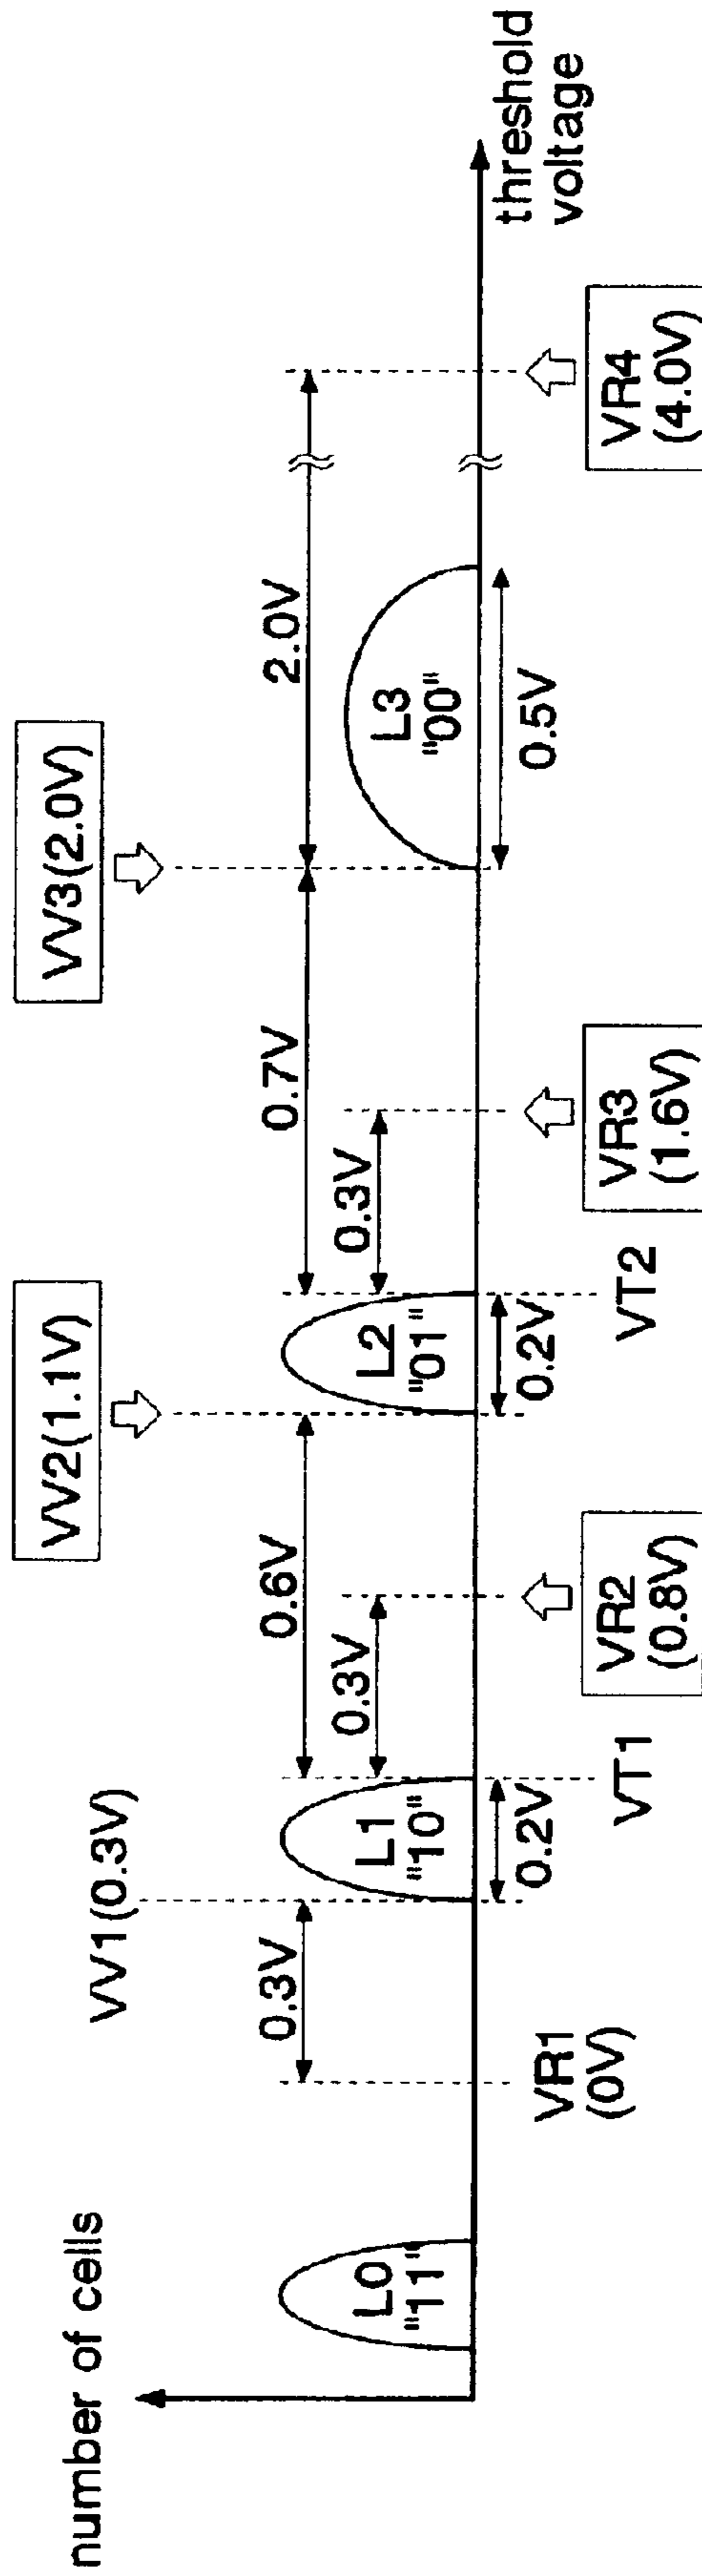 number of cells
VV1(0.3V)
VV2(1.1V)
VV3(2.0V)
0.3V
0.6V
0.7V
2.0V
0.3V
0.3V
L0
"11"
L1
"10"
L2
"01"
L3
"00"
0.2V
0.2V
0.5V
threshold
voltage
VR1
(0V)
VT1
VR2
(0.8V)
VT2
VR3
(1.6V)
VR4
(4.0V)